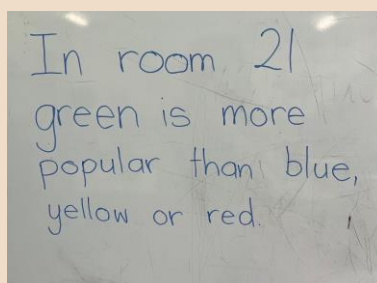 In room 21
green is more
popular than blue,
yellow or red.